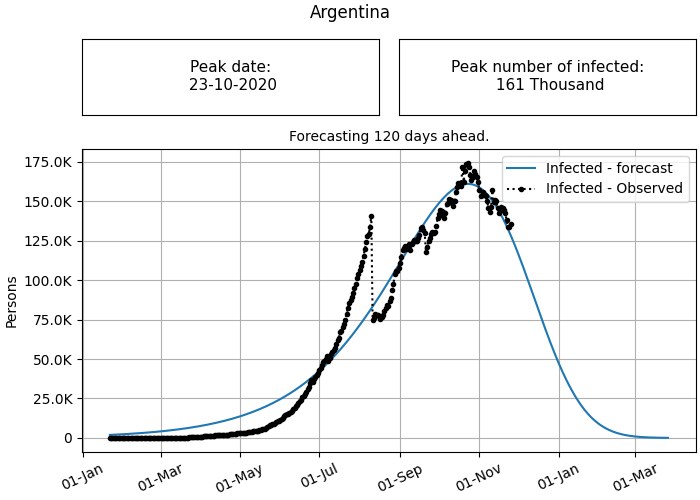 Argentina
Peak date:
23-10-2020
Peak number of infected:
161 Thousand
Forecasting 120 days ahead.
Infected - forecast
Infected - Observed
Persons
175.0K
150.0K
125.0K
100.0K
75.0K
50.0K
25.0K
0
01-Jan
01-Mar
01-May
01-Jul
01-Sep
01-Nov
01-Jan
01-Mar